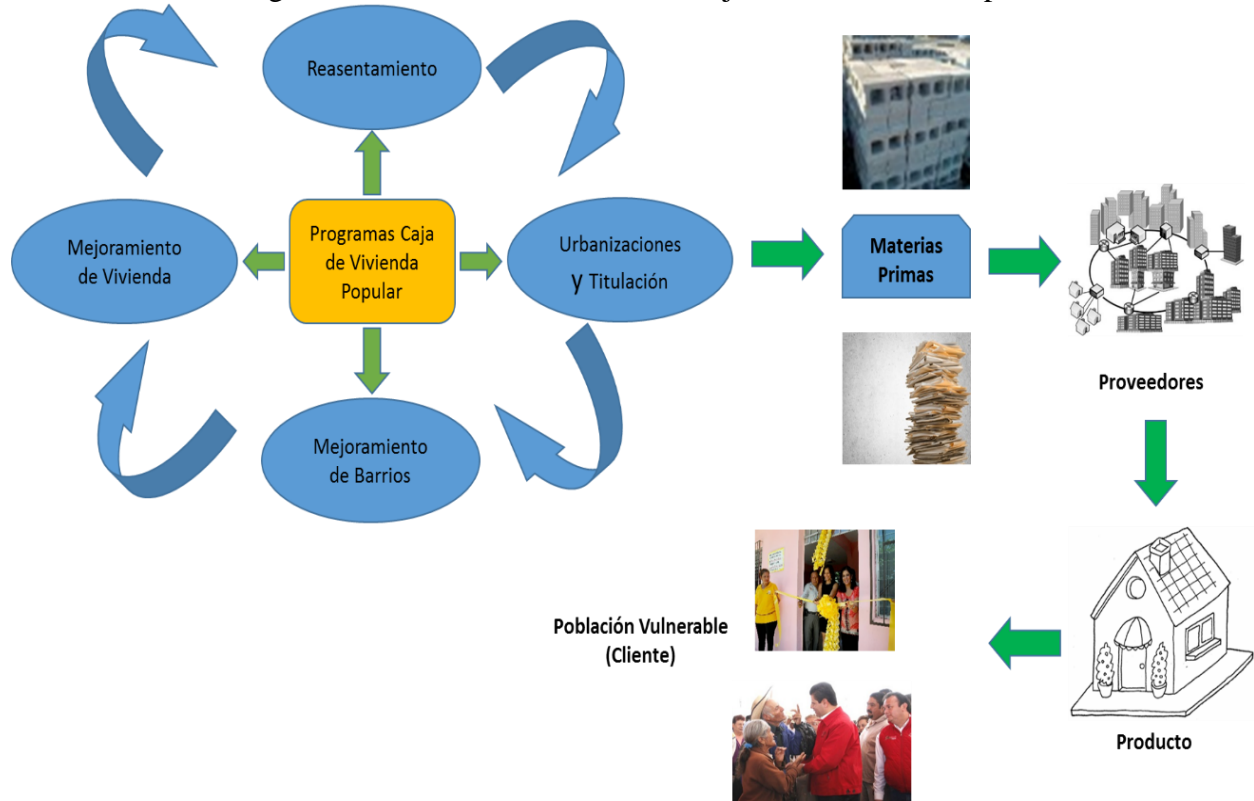 Reasentamiento
Mejoramiento
de Vivienda
Programas Caja
de Vivienda
Popular
Urbanizaciones
y Titulación
Mejoramiento
de Barrios
Materias
Primas
Proveedores
Producto
Población Vulnerable
(Cliente)